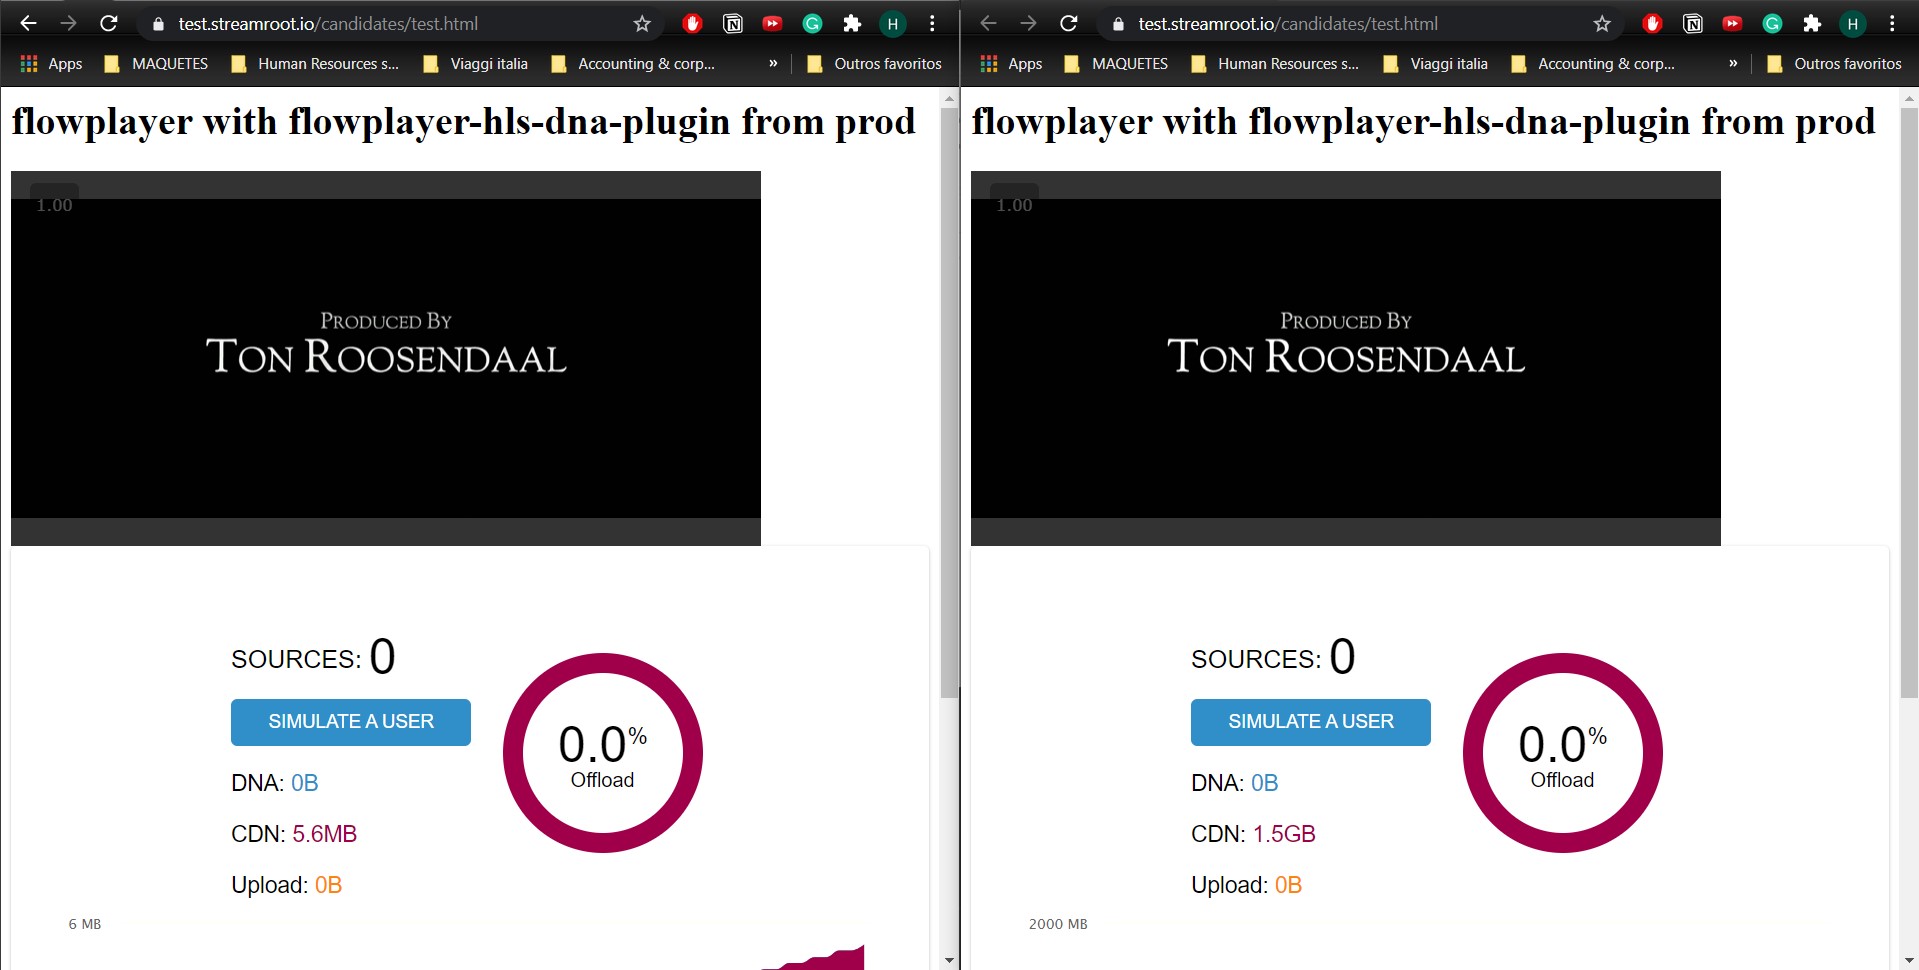 test.streamroot.io/candidates/test.html
H
Apps MAQUETES Human Resources s... Viaggi italia Accounting & corp... » Outros favoritos
flowplayer with flowplayer-hls-dna-plugin from prod
1.00
PRODUCED BY
TON ROOSENDAAL
SOURCES: 0
SIMULATE A USER
0.0%
Offload
DNA: 0B
CDN: 5.6MB
Upload: 0B
6 MB
test.streamroot.io/candidates/test.html
H
Apps MAQUETES Human Resources s... Viaggi italia Accounting & corp... » Outros favoritos
flowplayer with flowplayer-hls-dna-plugin from prod
1.00
PRODUCED BY
TON ROOSENDAAL
SOURCES: 0
SIMULATE A USER
0.0%
Offload
DNA: 0B
CDN: 1.5GB
Upload: 0B
2000 MB